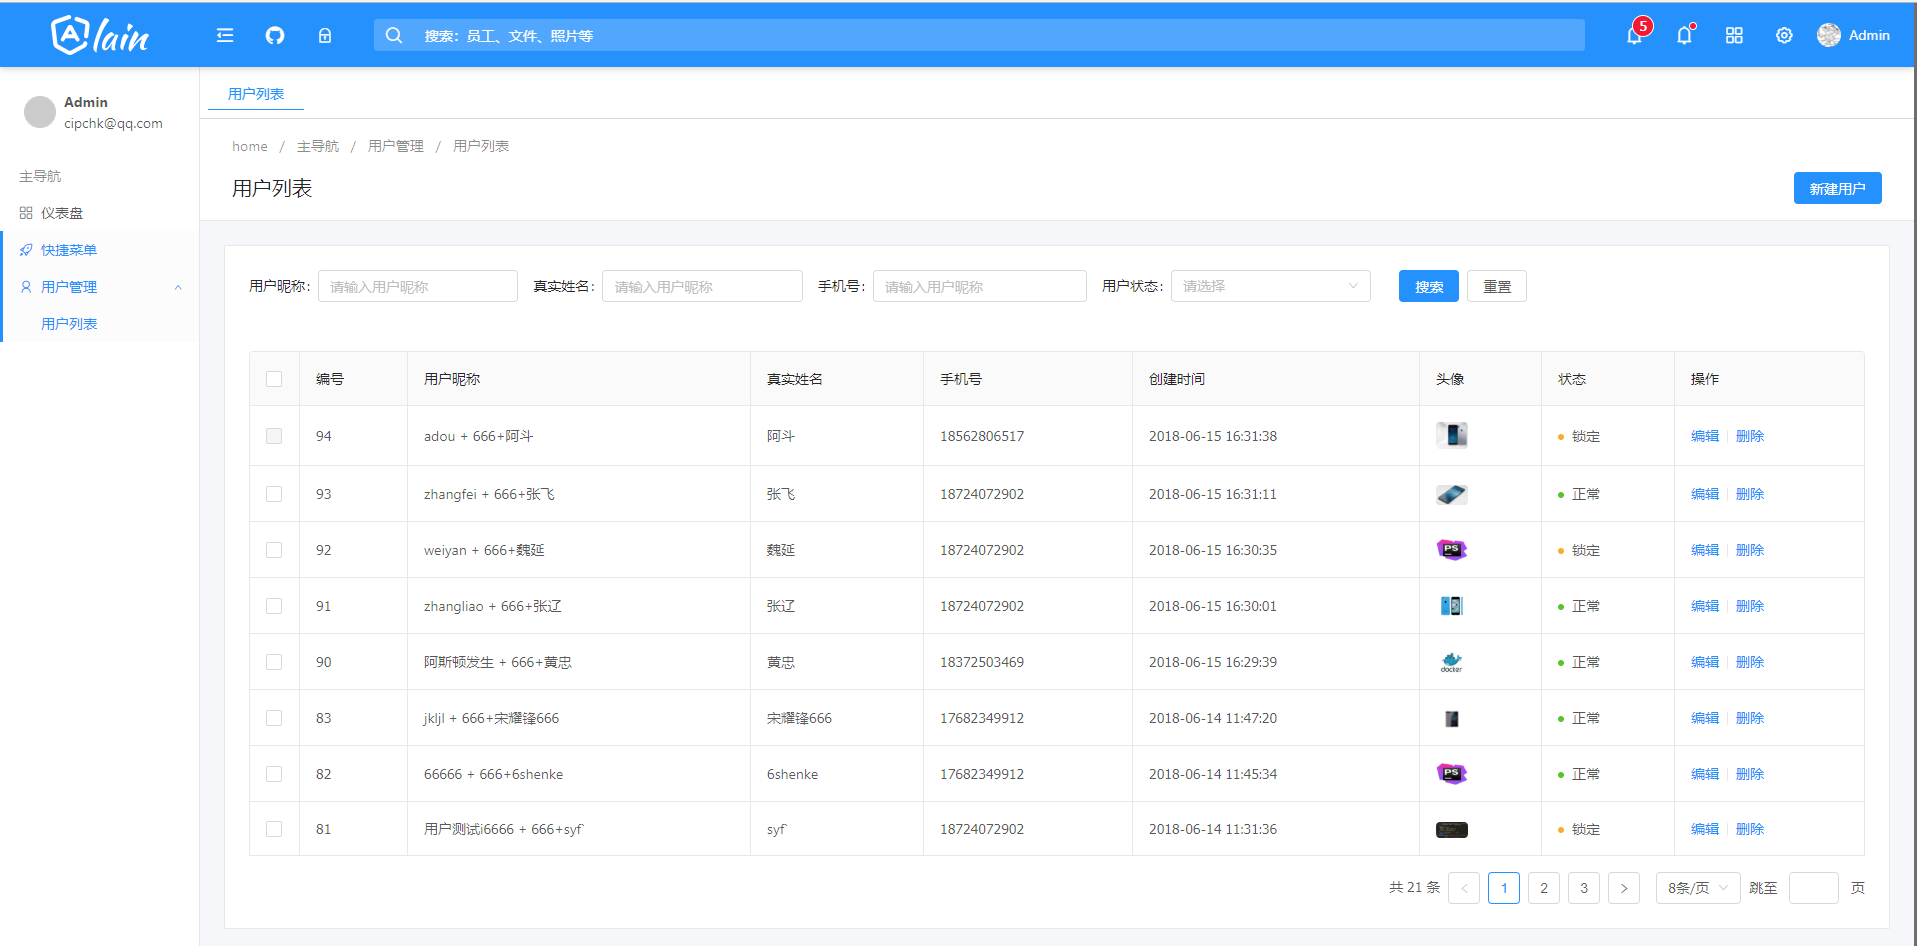 Alain
搜索：员工、文件、照片等
5
Admin
Admin
cipchk@qq.com
主导航
仪表盘
快捷菜单
用户管理
用户列表
用户列表
home / 主导航 / 用户管理 / 用户列表
用户列表
新建用户
用户昵称: 请输入用户昵称 真实姓名: 请输入用户昵称 手机号: 请输入用户昵称 用户状态: 请选择 搜索 重置
编号 用户昵称 真实姓名 手机号 创建时间 头像 状态 操作
94 adou + 666+阿斗 阿斗 18562806517 2018-06-15 16:31:38 锁定 编辑 删除
93 zhangfei + 666+张飞 张飞 18724072902 2018-06-15 16:31:11 正常 编辑 删除
92 weiyan + 666+魏延 魏延 18724072902 2018-06-15 16:30:35 PS 锁定 编辑 删除
91 zhangliao + 666+张辽 张辽 18724072902 2018-06-15 16:30:01 正常 编辑 删除
90 阿斯顿发生 + 666+黄忠 黄忠 18372503469 2018-06-15 16:29:39 docker 正常 编辑 删除
83 jkljl + 666+宋耀锋666 宋耀锋666 17682349912 2018-06-14 11:47:20 正常 编辑 删除
82 66666 + 666+6shenke 6shenke 17682349912 2018-06-14 11:45:34 PS 正常 编辑 删除
81 用户测试i6666 + 666+syf syf 18724072902 2018-06-14 11:31:36 锁定 编辑 删除
共 21 条 < 1 2 3 > 8条/页 跳至 页